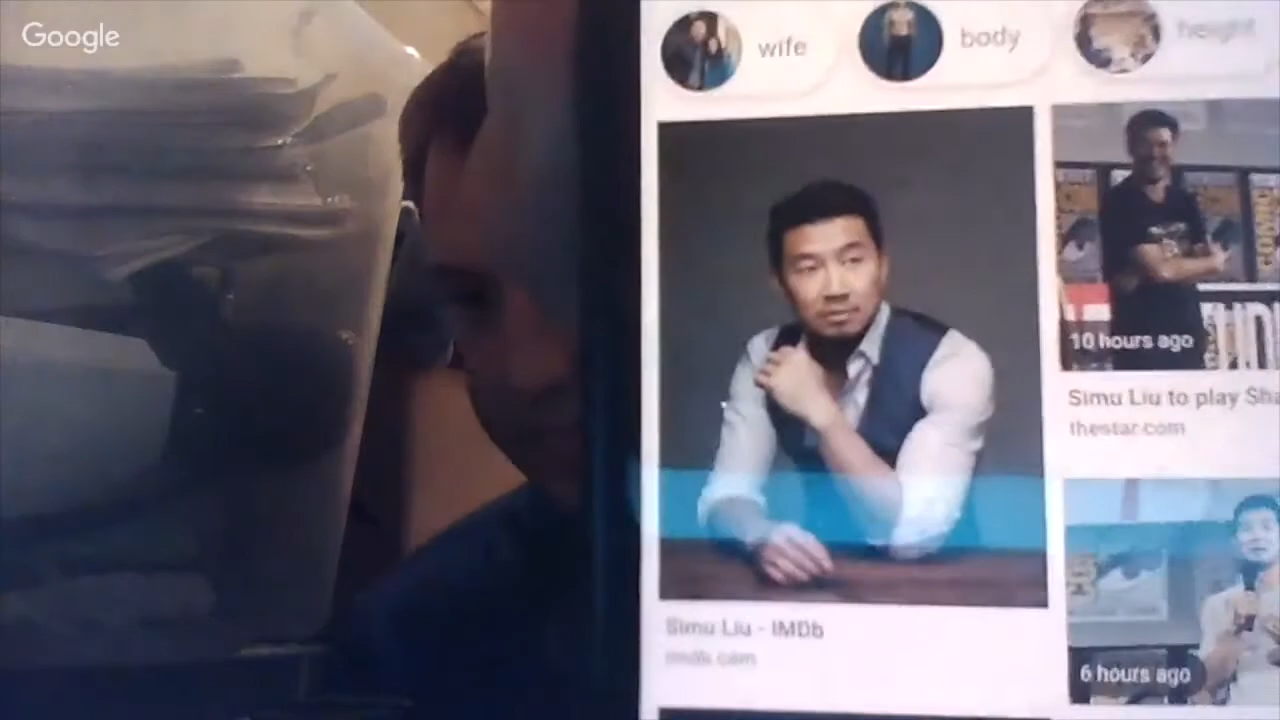 Google
wife
body
height
10 hours ago
Simu Liu to play Sha
thestar.com
Simu Liu - IMDb
imdb.com
6 hours ago